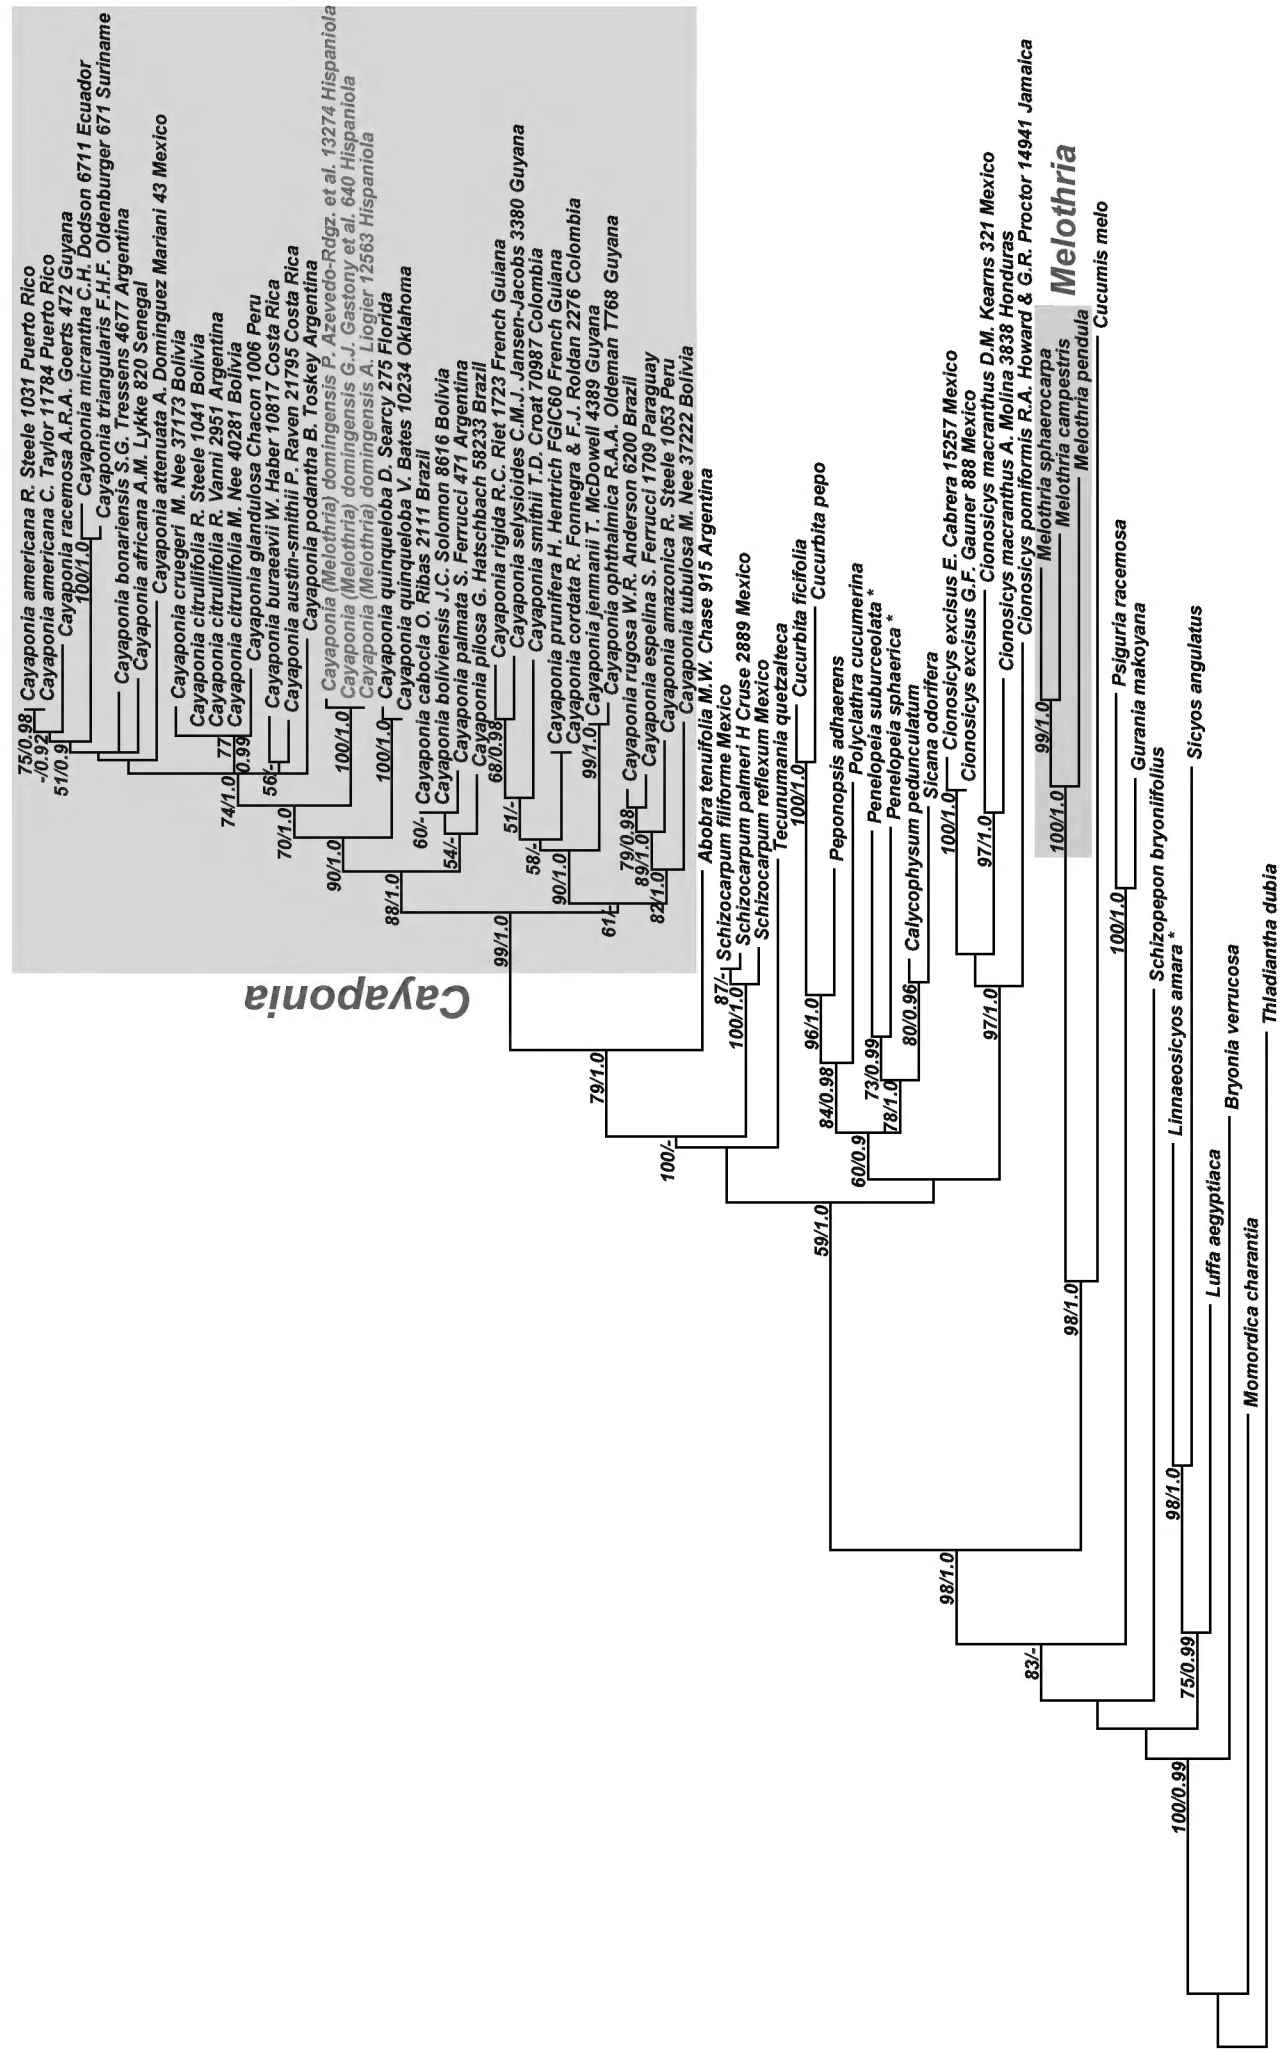 Cayaponia americana R. Steele 1031 Puerto Rico
Cayaponia americana C. Taylor 11784 Puerto Rico
Cayaponia racemosa A.R.A. Goerts 472 Guyana
Cayaponia micrantha C.H. Dodson 6711 Ecuador
Cayaponia triangularis F.H.F. Oldenburger 671 Suriname
Cayaponia bonariensis S.G. Tressens 4677 Argentina
Cayaponia africana A.M. Lykke 820 Senegal
Cayaponia attenuata A. Dominguez Mariani 43 Mexico
Cayaponia cruegeri M. Nee 37173 Bolivia
Cayaponia citrullifolia R. Steele 1041 Bolivia
Cayaponia citrullifolia R. Vanni 2951 Argentina
Cayaponia citrullifolia M. Nee 40281 Bolivia
Cayaponia glandulosa Chacon 1006 Peru
Cayaponia buraeavii W. Haber 10817 Costa Rica
Cayaponia austin-smithii P. Raven 21795 Costa Rica
Cayaponia podantha B. Toskey Argentina
Cayaponia (Melothria) domingensis P. Azevedo-Rdgz. et al. 13274 Hispaniola
Cayaponia (Melothria) domingensis G.J. Gastony et al. 640 Hispaniola
Cayaponia (Melothria) domingensis A. Liogier 12563 Hispaniola
Cayaponia quinqueloba D. Searcy 275 Florida
Cayaponia quinqueloba V. Bates 10234 Oklahoma
Cayaponia cabocla O. Ribas 2111 Brazil
Cayaponia boliviensis J.C. Solomon 8616 Bolivia
Cayaponia palmata S. Ferrucci 471 Argentina
Cayaponia pilosa G. Hatschbach 58233 Brazil
Cayaponia rigida R.C. Riet 1723 French Guiana
Cayaponia selysioides C.M.J. Jansen-Jacobs 3380 Guyana
Cayaponia smithii T.D. Croat 70987 Colombia
Cayaponia prunifera H. Hentrich FGIC60 French Guiana
Cayaponia cordata R. Fonnegra & F.J. Roldan 2276 Colombia
Cayaponia jenmanii T. McDowell 4389 Guyana
Cayaponia ophthalmica R.A.A. Oldeman T768 Guyana
Cayaponia rugosa W.R. Anderson 6200 Brazil
Cayaponia espelina S. Ferrucci 1709 Paraguay
Cayaponia amazonica R. Steele 1053 Peru
Cayaponia tubulosa M. Nee 37222 Bolivia
Abobra tenuifolia M.W. Chase 915 Argentina
Schizocarpum filiforme Mexico
Schizocarpum palmeri H Cruse 2889 Mexico
Schizocarpum reflexum Mexico
Tecunumania quetzalteca
Cucurbita ficifolia
Cucurbita pepo
Peponopsis adhaerens
Polyclathra cucumerina
Penelopeia suburceolata *
Penelopeia sphaerica *
Calycophysum pedunculatum
Sicana odorifera
Cionosicys excisus E. Cabrera 15257 Mexico
Cionosicys excisus G.F. Gauner 888 Mexico
Cionosicys macranthus D.M. Kearns 321 Mexico
Cionosicys macranthus A. Molina 3838 Honduras
Cionosicys pomiformis R.A. Howard & G.R. Proctor 14941 Jamaica
Melothria sphaerocarpa
Melothria campestris
Melothria pendula
Cucumis melo
Psiguria racemosa
Gurania makoyana
Schizopepon bryoniifolius
Linnaeosicyos amara *
Sicyos angulatus
Luffa aegyptiaca
Bryonia verrucosa
Momordica charantia
Thladiantha dubia
Cayaponia
Melothria
75/0.98
-/0.92
51/0.9
100/1.0
77
0.99
74/1.0
56/-
70/1.0
100/1.0
90/1.0
100/1.0
88/1.0
60/-
54/-
99/1.0
68/0.98
51/-
58/-
90/1.0
99/1.0
61/-
79/0.98
89/1.0
82/1.0
79/1.0
87/-
100/1.0
100/-
59/1.0
100/1.0
96/1.0
84/0.98
73/0.99
78/1.0
80/0.96
60/0.9
100/1.0
97/1.0
97/1.0
99/1.0
100/1.0
98/1.0
98/1.0
100/1.0
83/-
98/1.0
75/0.99
100/0.99